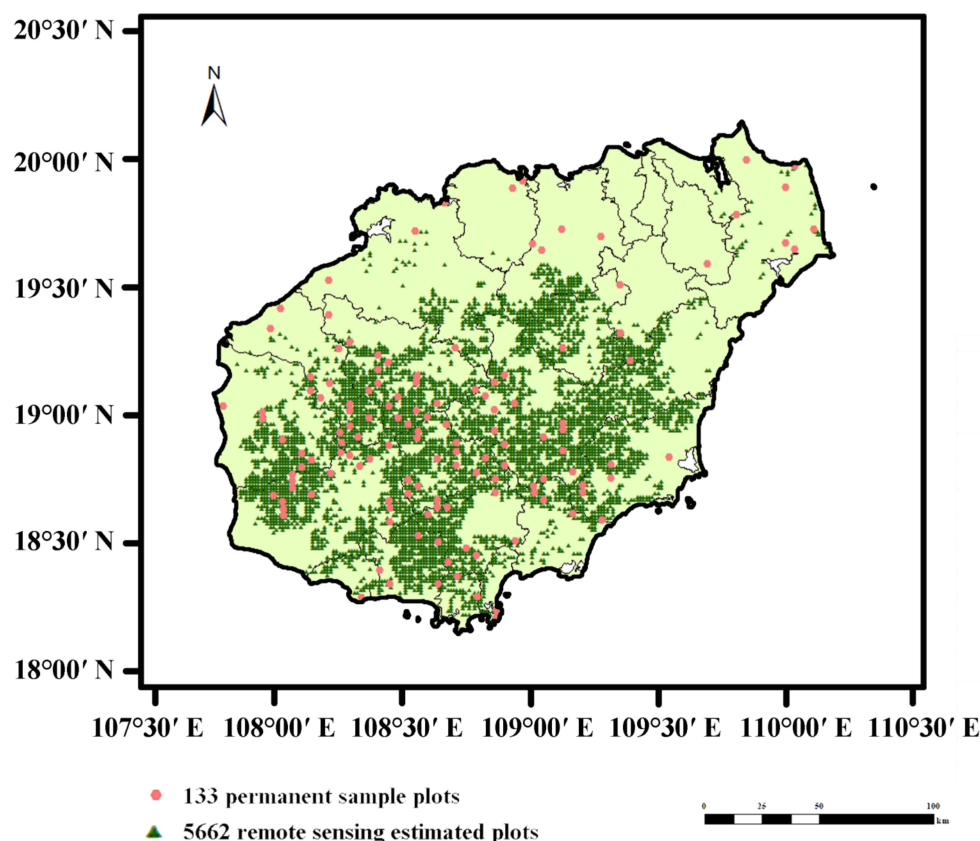 20°30′ N
N
20°00′ N
19°30′ N
19°00′ N
18°30′ N
18°00′ N
107°30′ E 108°00′ E 108°30′ E 109°00′ E 109°30′ E 110°00′ E 110°30′ E
133 permanent sample plots
0 25 50 100
km
5662 remote sensing estimated plots